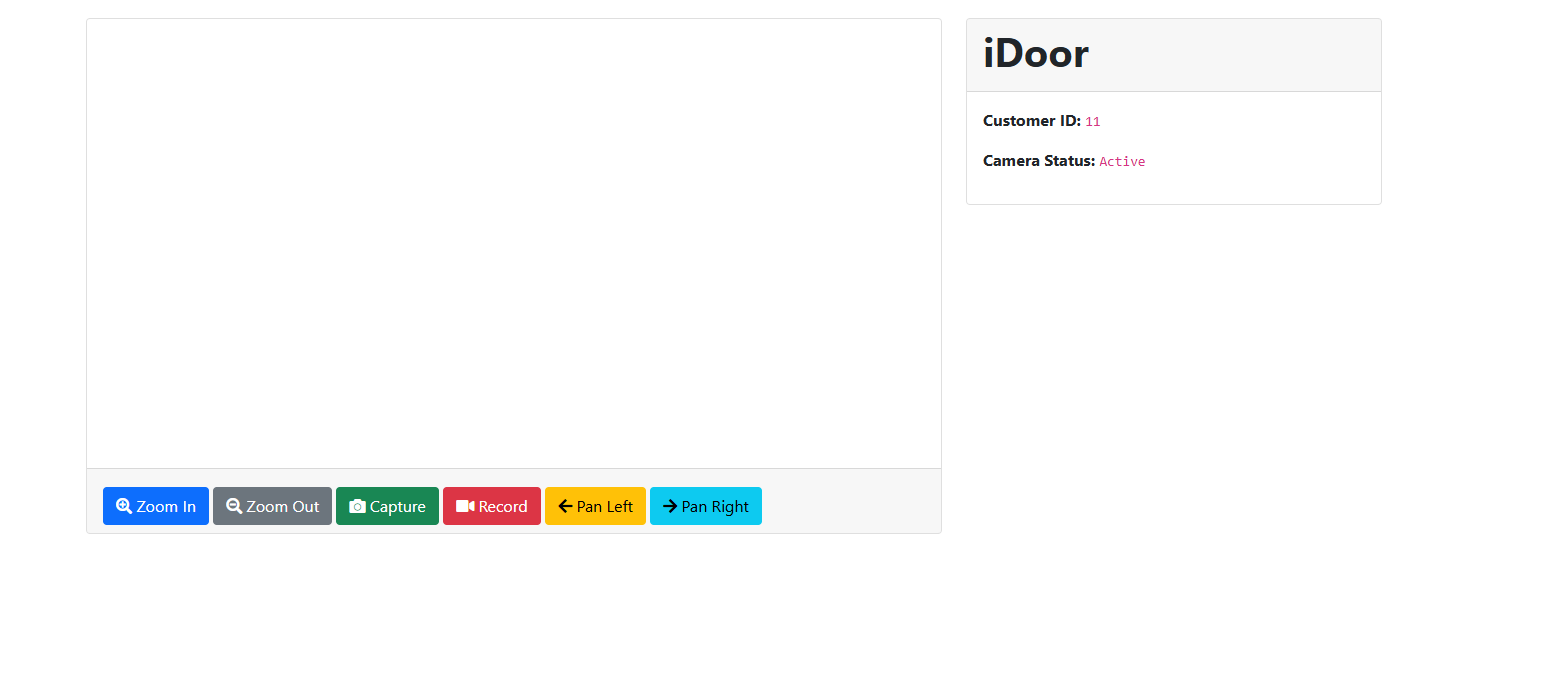 iDoor
Customer ID: 11
Camera Status: Active
Zoom In Zoom Out Capture Record Pan Left Pan Right